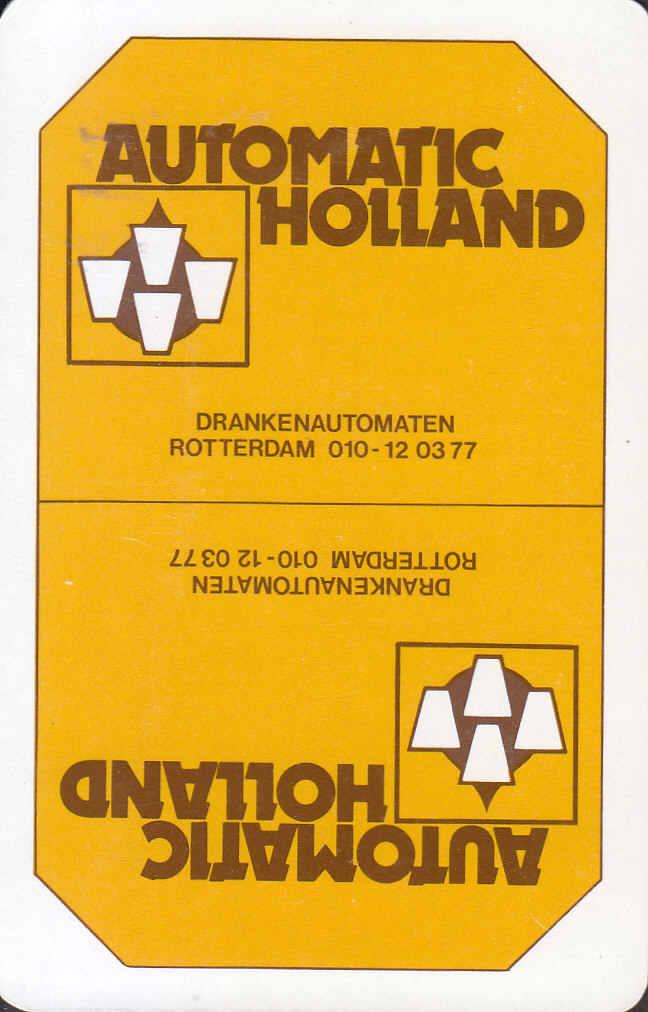 AUTOMATIC
HOLLAND
DRANKENAUTOMATEN
ROTTERDAM 010-12 03 77
ROTTERDAM 010-12 03 77
DRANKENAUTOMATEN
HOLLAND
AUTOMATIC